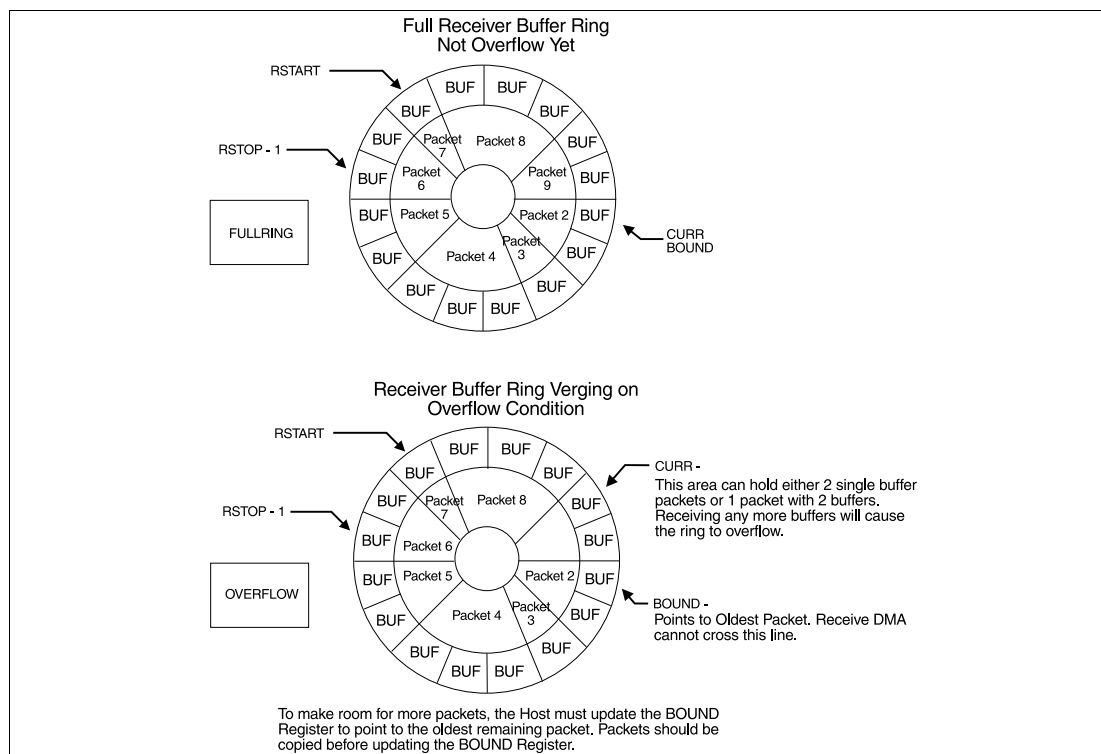 Full Receiver Buffer Ring
Not Overflow Yet
RSTART
BUF
BUF
BUF
BUF
BUF
BUF
RSTOP - 1
BUF
BUF
Packet
7
Packet 8
Packet
6
Packet
9
FULLRING
BUF
Packet 5
Packet 2
BUF
CURR
BOUND
BUF
Packet 4
Packet
3
BUF
BUF
BUF
BUF
BUF
Receiver Buffer Ring Verging on
Overflow Condition
RSTART
BUF
BUF
BUF
BUF
BUF
BUF
CURR -
This area can hold either 2 single buffer
packets or 1 packet with 2 buffers.
Receiving any more buffers will cause
the ring to overflow.
RSTOP - 1
BUF
BUF
Packet
7
Packet 8
Packet 6
OVERFLOW
BUF
Packet 5
Packet 2
BUF
BOUND -
Points to Oldest Packet. Receive DMA
cannot cross this line.
BUF
Packet 4
Packet
3
BUF
BUF
BUF
BUF
BUF
To make room for more packets, the Host must update the BOUND
Register to point to the oldest remaining packet. Packets should be
copied before updating the BOUND Register.